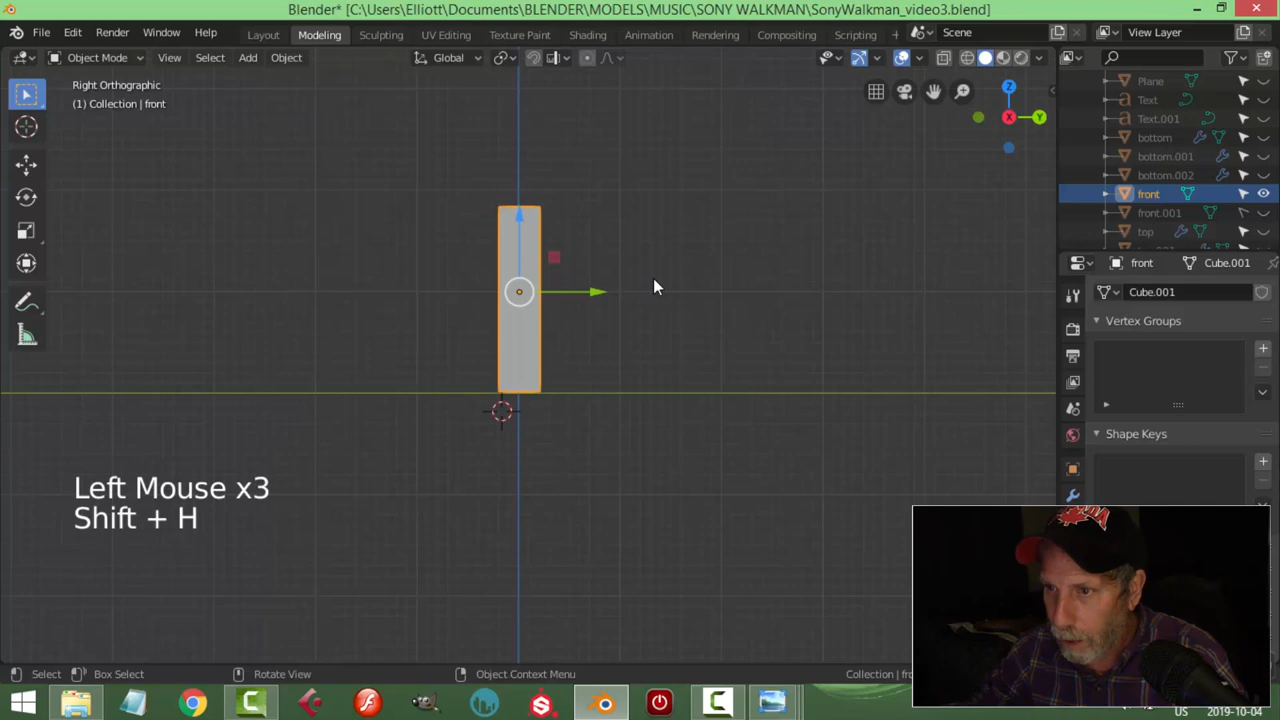 Blender* [C:\Users\Elliott\Documents\BLENDER\MODELS\MUSIC\SONY WALKMAN\SonyWalkman_video3.blend]
File Edit Render Window Help Layout Modeling Sculpting UV Editing Texture Paint Shading Animation Rendering Compositing Scripting + Scene View Layer
Object Mode View Select Add Object Global
Right Orthographic
(1) Collection | front
Z
X
Y
Plane
Text
Text.001
bottom
bottom.001
bottom.002
front
front.001
top
front Cube.001
Cube.001
Vertex Groups
Shape Keys
Left Mouse x3
Shift + H
Select Box Select Rotate View Object Context Menu Collection | fro
2019-10-04